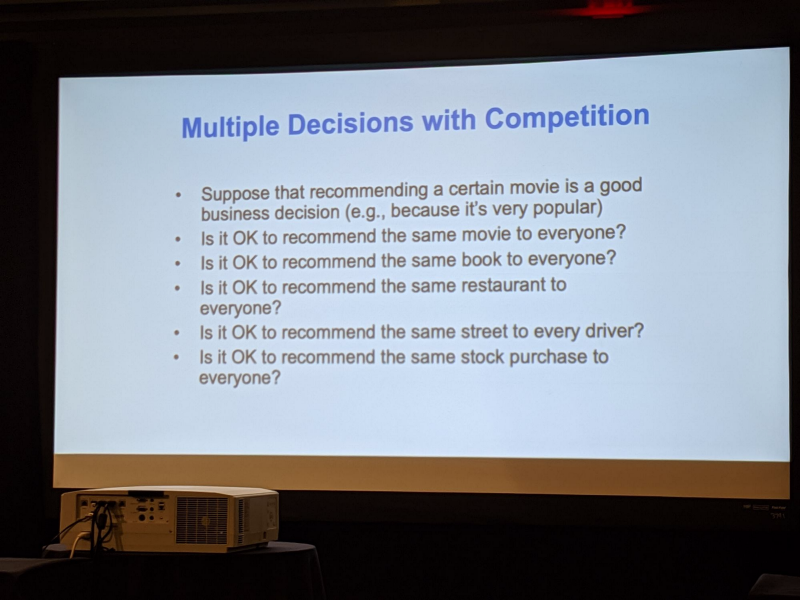 Multiple Decisions with Competition
• Suppose that recommending a certain movie is a good
business decision (e.g., because it's very popular)
• Is it OK to recommend the same movie to everyone?
• Is it OK to recommend the same book to everyone?
• Is it OK to recommend the same restaurant to
everyone?
• Is it OK to recommend the same street to every driver?
• Is it OK to recommend the same stock purchase to
everyone?